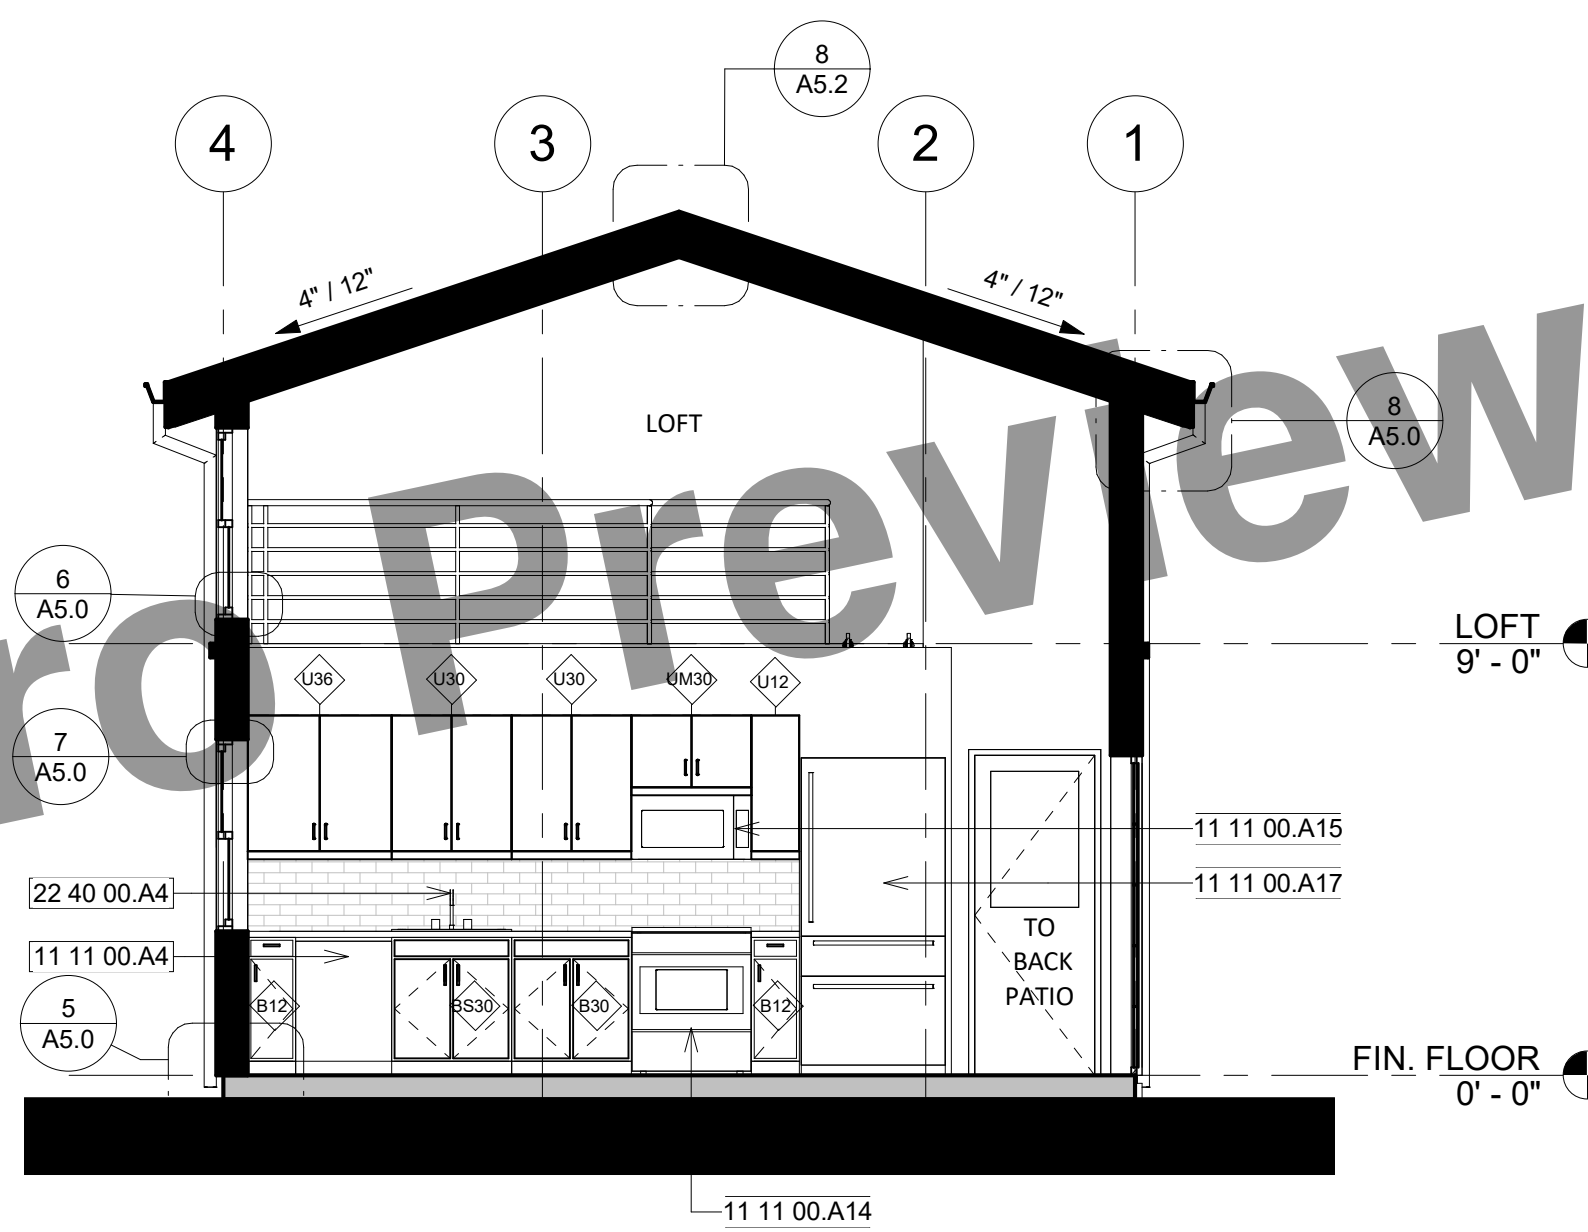 8
A5.2
4
3
2
1
4" / 12"
4" / 12"
8
A5.0
LOFT
6
A5.0
LOFT
9' - 0"
U36
U30
U30
UM30
U12
7
A5.0
11 11 00.A15
22 40 00.A4
11 11 00.A17
11 11 00.A4
TO
BACK
PATIO
5
A5.0
B12
BS30
B30
B12
FIN. FLOOR
0' - 0"
11 11 00.A14
ro Preview